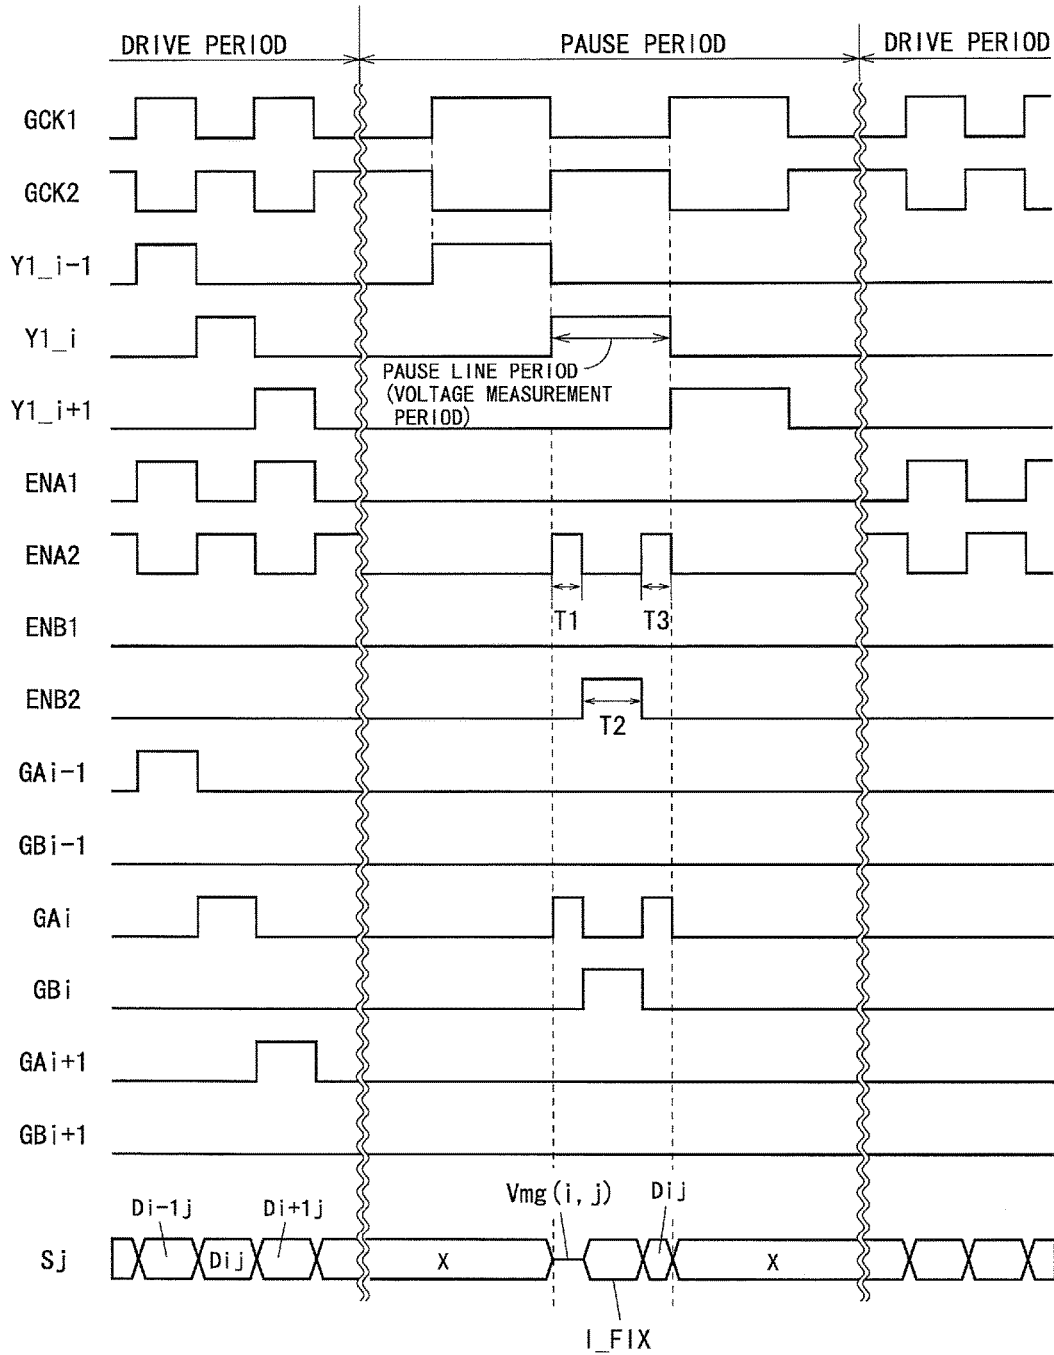 DRIVE PERIOD
PAUSE PERIOD
DRIVE PERIOD
GCK1
GCK2
Y1_i-1
Y1_i
PAUSE LINE PERIOD
(VOLTAGE MEASUREMENT
PERIOD)
Y1_i+1
ENA1
ENA2
T1
T3
ENB1
ENB2
T2
GAi-1
GBi-1
GAi
GBi
GAi+1
GBi+1
Vmg(i, j)
Dij
Di-1j
Di+1j
Sj
Dij
X
X
I_FIX